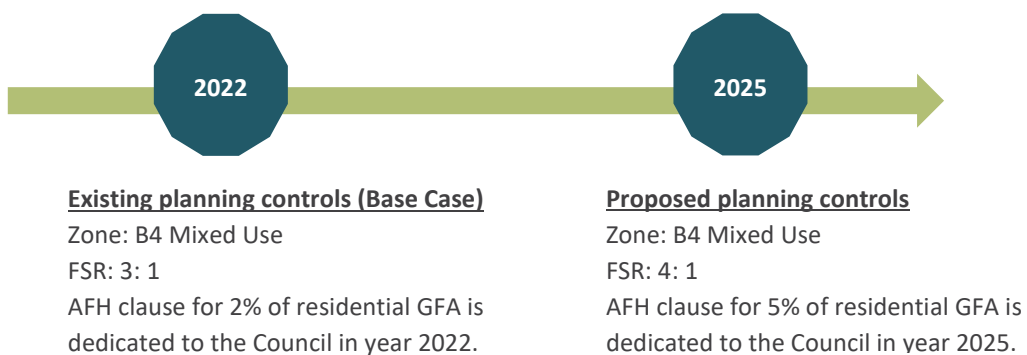 2022
2025
Existing planning controls (Base Case)
Zone: B4 Mixed Use
FSR: 3: 1
AFH clause for 2% of residential GFA is
dedicated to the Council in year 2022.
Proposed planning controls
Zone: B4 Mixed Use
FSR: 4: 1
AFH clause for 5% of residential GFA is
dedicated to the Council in year 2025.